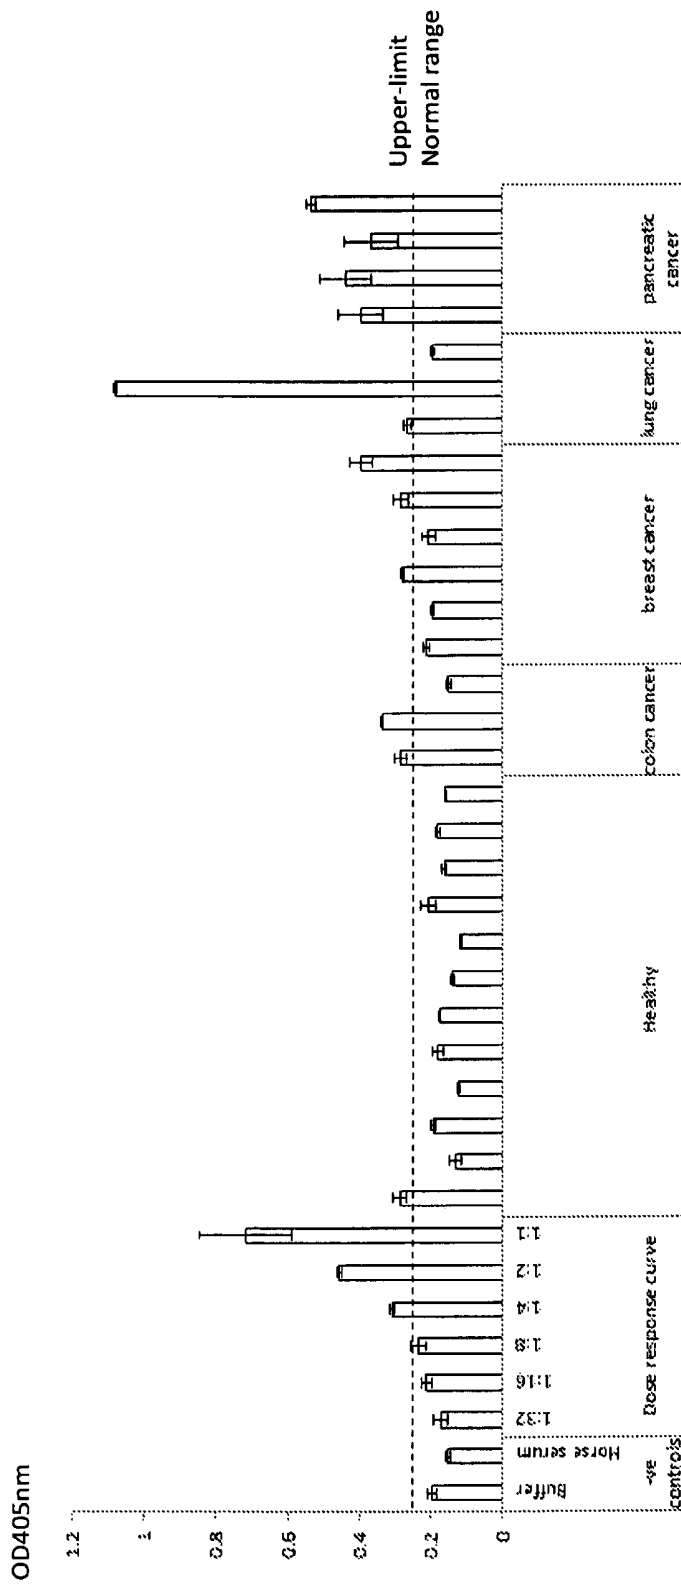 OD405nm
1.2
1
0.8
0.6
0.4
0.2
0
Buffer
Horse serum
1:32
1:16
1:8
1:4
1:2
1:1
-ve
controls
Dose response curve
Healthy
colon cancer
breast cancer
lung cancer
pancreatic
cancer
Upper-limit
Normal range